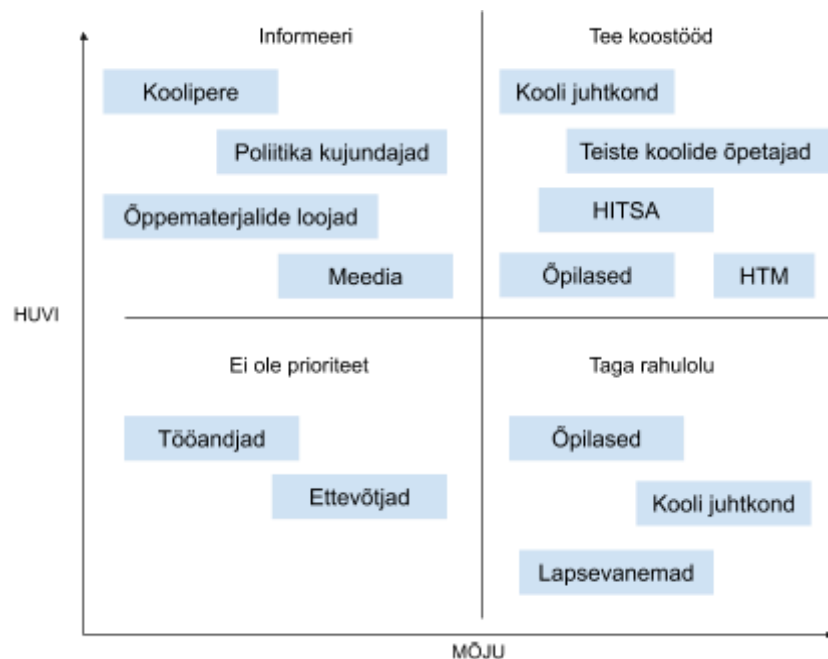 Informeeri
Tee koostööd
Koolipere
Kooli juhtkond
Poliitika kujundajad
Teiste koolide õpetajad
Õppematerjalide loojad
HITSA
Meedia
Õpilased
HTM
HUVI
Ei ole prioriteet
Taga rahulolu
Tööandjad
Õpilased
Ettevõtjad
Kooli juhtkond
Lapsevanemad
MÕJU